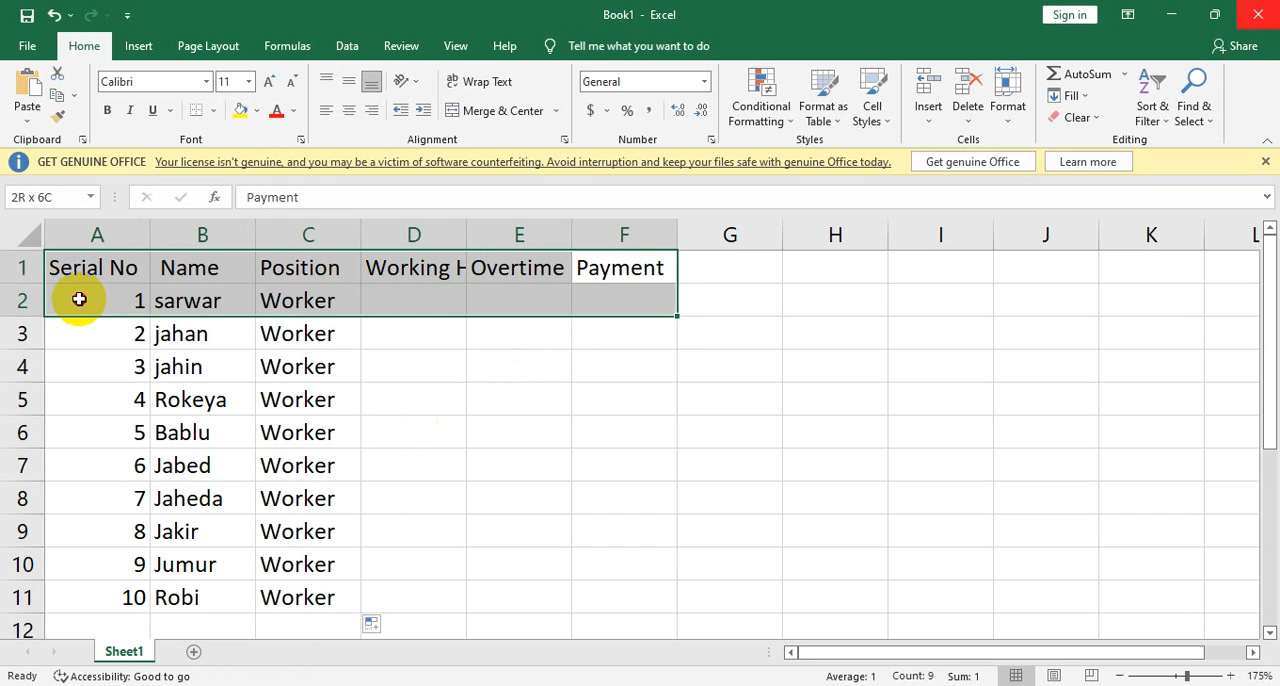 Book1 - Excel
Sign in
File Home Insert Page Layout Formulas Data Review View Help Tell me what you want to do Share
Calibri 11 Wrap Text General AutoSum
Paste Merge & Center Conditional Formatting Format as Table Cell Styles Insert Delete Format Fill Clear Sort & Filter Find & Select
B I U A $ %
Clipboard Font Alignment Number Styles Cells Editing
GET GENUINE OFFICE Your license isn't genuine, and you may be a victim of software counterfeiting. Avoid interruption and keep your files safe with genuine Office today. Get genuine Office Learn more
2R x 6C fx Payment
A B C D E F G H I J K L
1 Serial No Name Position Working H Overtime Payment
2 1 sarwar Worker
3 2 jahan Worker
4 3 jahin Worker
5 4 Rokeya Worker
6 5 Bablu Worker
7 6 Jabed Worker
8 7 Jaheda Worker
9 8 Jakir Worker
10 9 Jumur Worker
11 10 Robi Worker
12
Sheet1
Ready Accessibility: Good to go Average: 1 Count: 9 Sum: 1 175%